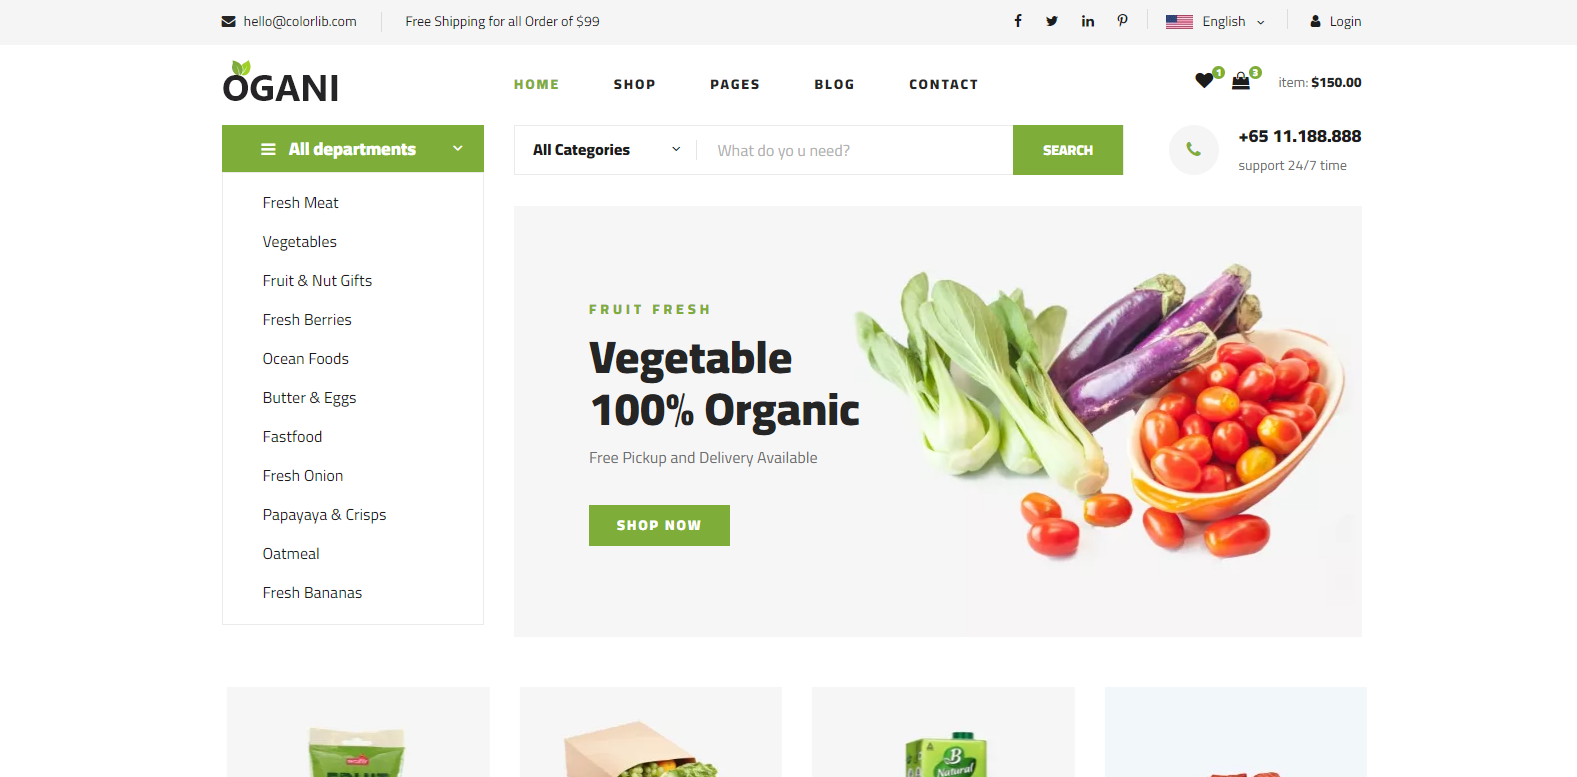 hello@colorlib.com
Free Shipping for all Order of $99
English
Login
OGANI
HOME
SHOP
PAGES
BLOG
CONTACT
1
3
item: $150.00
All departments
All Categories
What do yo u need?
SEARCH
+65 11.188.888
support 24/7 time
Fresh Meat
Vegetables
Fruit & Nut Gifts
Fresh Berries
Ocean Foods
Butter & Eggs
Fastfood
Fresh Onion
Papayaya & Crisps
Oatmeal
Fresh Bananas
FRUIT FRESH
Vegetable
100% Organic
Free Pickup and Delivery Available
SHOP NOW
FRUIT
B
Natural